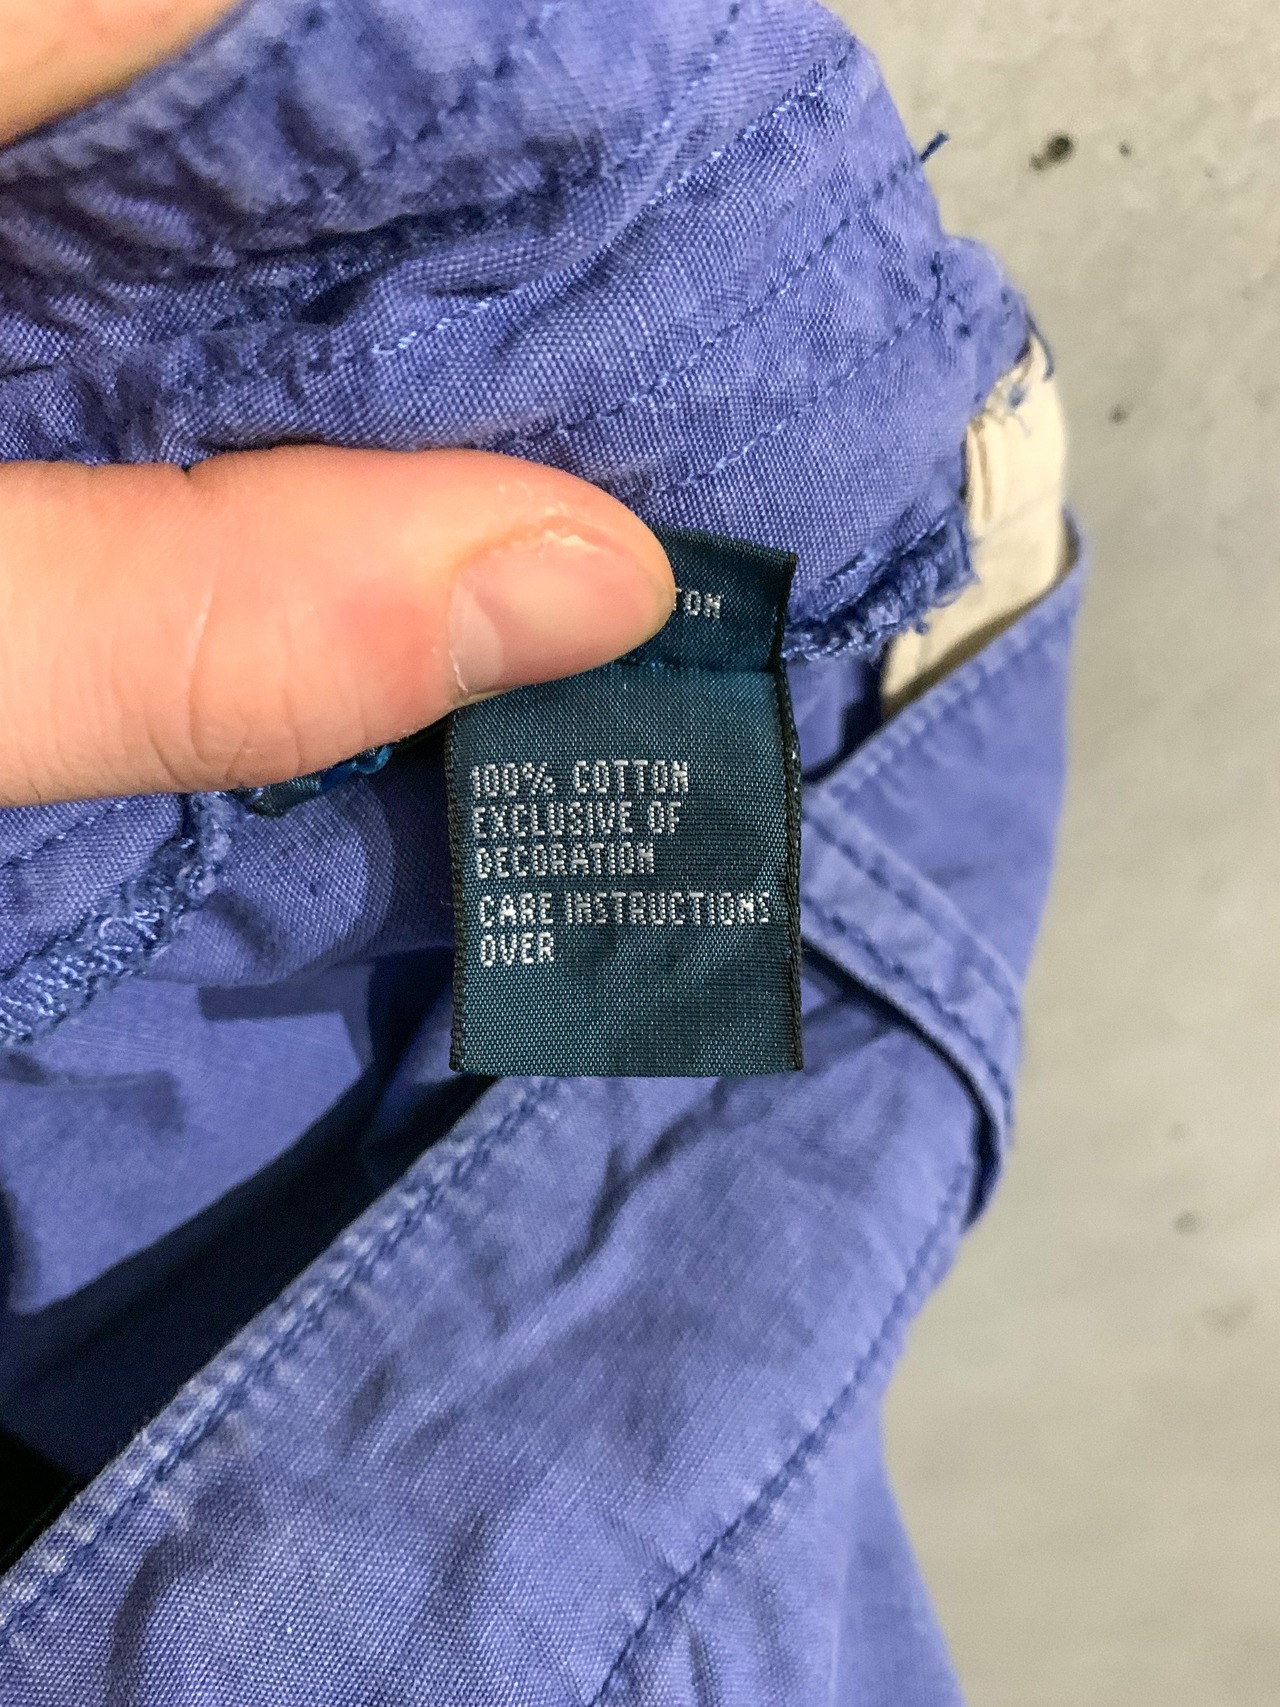 100% COTTON
EXCLUSIVE OF
DECORATION
CARE INSTRUCTIONS
OVER